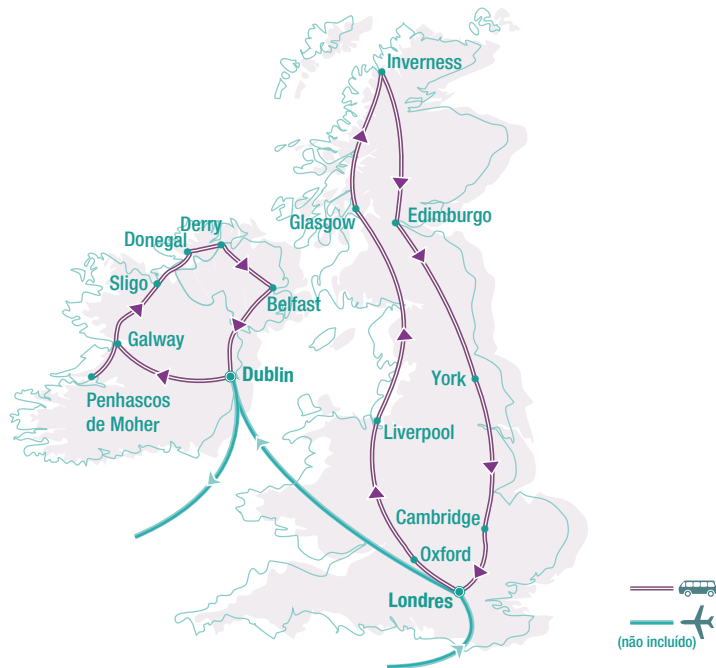 Inverness
Glasgow
Edimburgo
Derry
Donegal
Sligo
Belfast
Galway
Dublin
Penhascos
de Moher
York
Liverpool
Cambridge
Oxford
Londres
(não incluído)